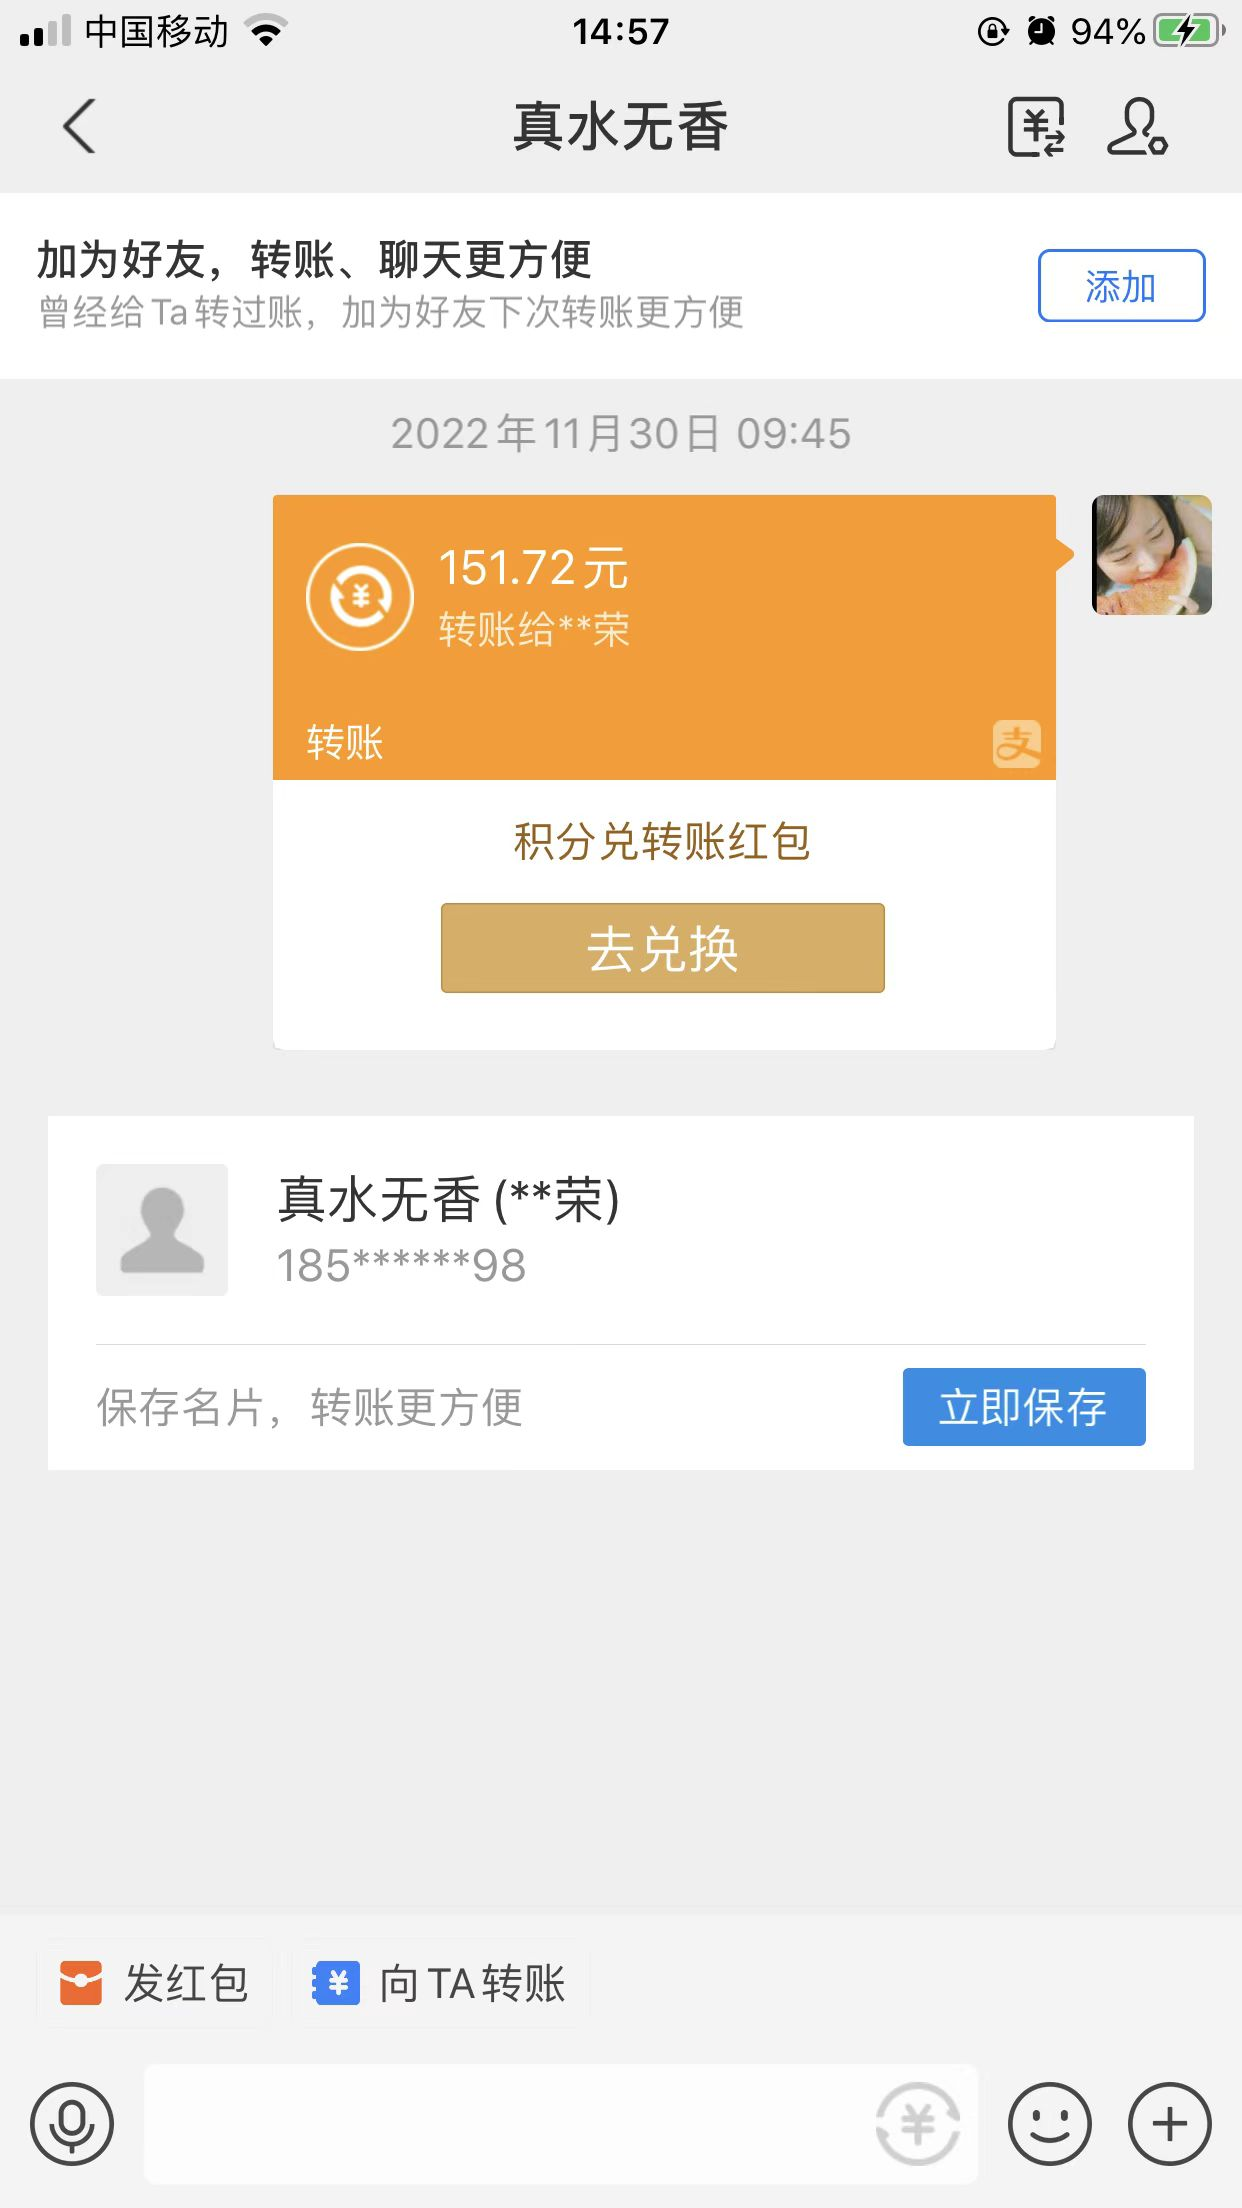 中国移动
14:57
94%
真水无香
加为好友，转账、聊天更方便
曾经给Ta转过账，加为好友下次转账更方便
添加
2022年11月30日 09:45
151.72元
转账给**荣
转账
支
积分兑转账红包
去兑换
真水无香 (**荣)
185******98
保存名片，转账更方便
立即保存
发红包
向TA转账